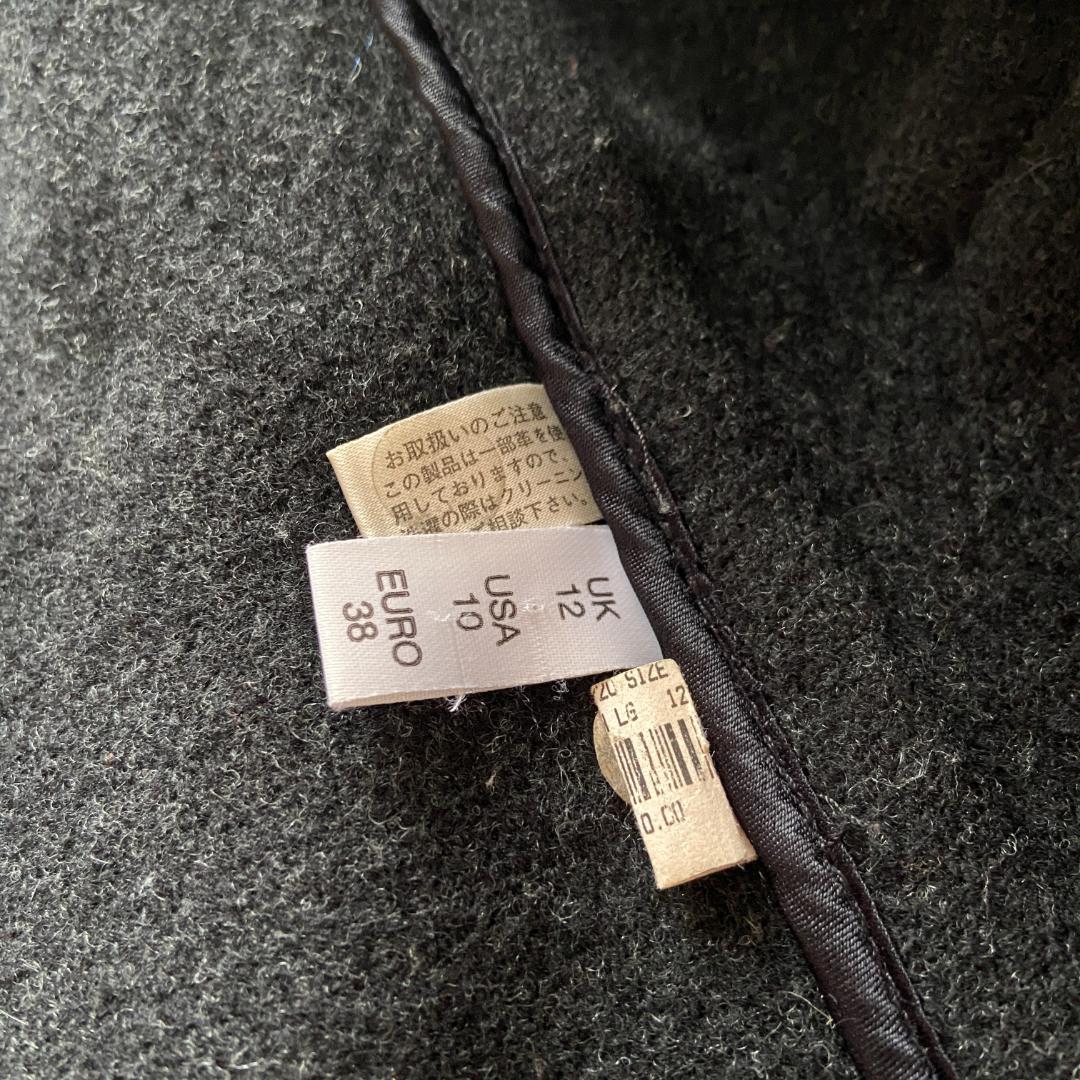 お取扱いのご注意
この製品は一部革を使
用しておりますので、
選の際はクリーニン
ご相談下さい。
UK
12
USA
10
EURO
38
SIZE
LG 12